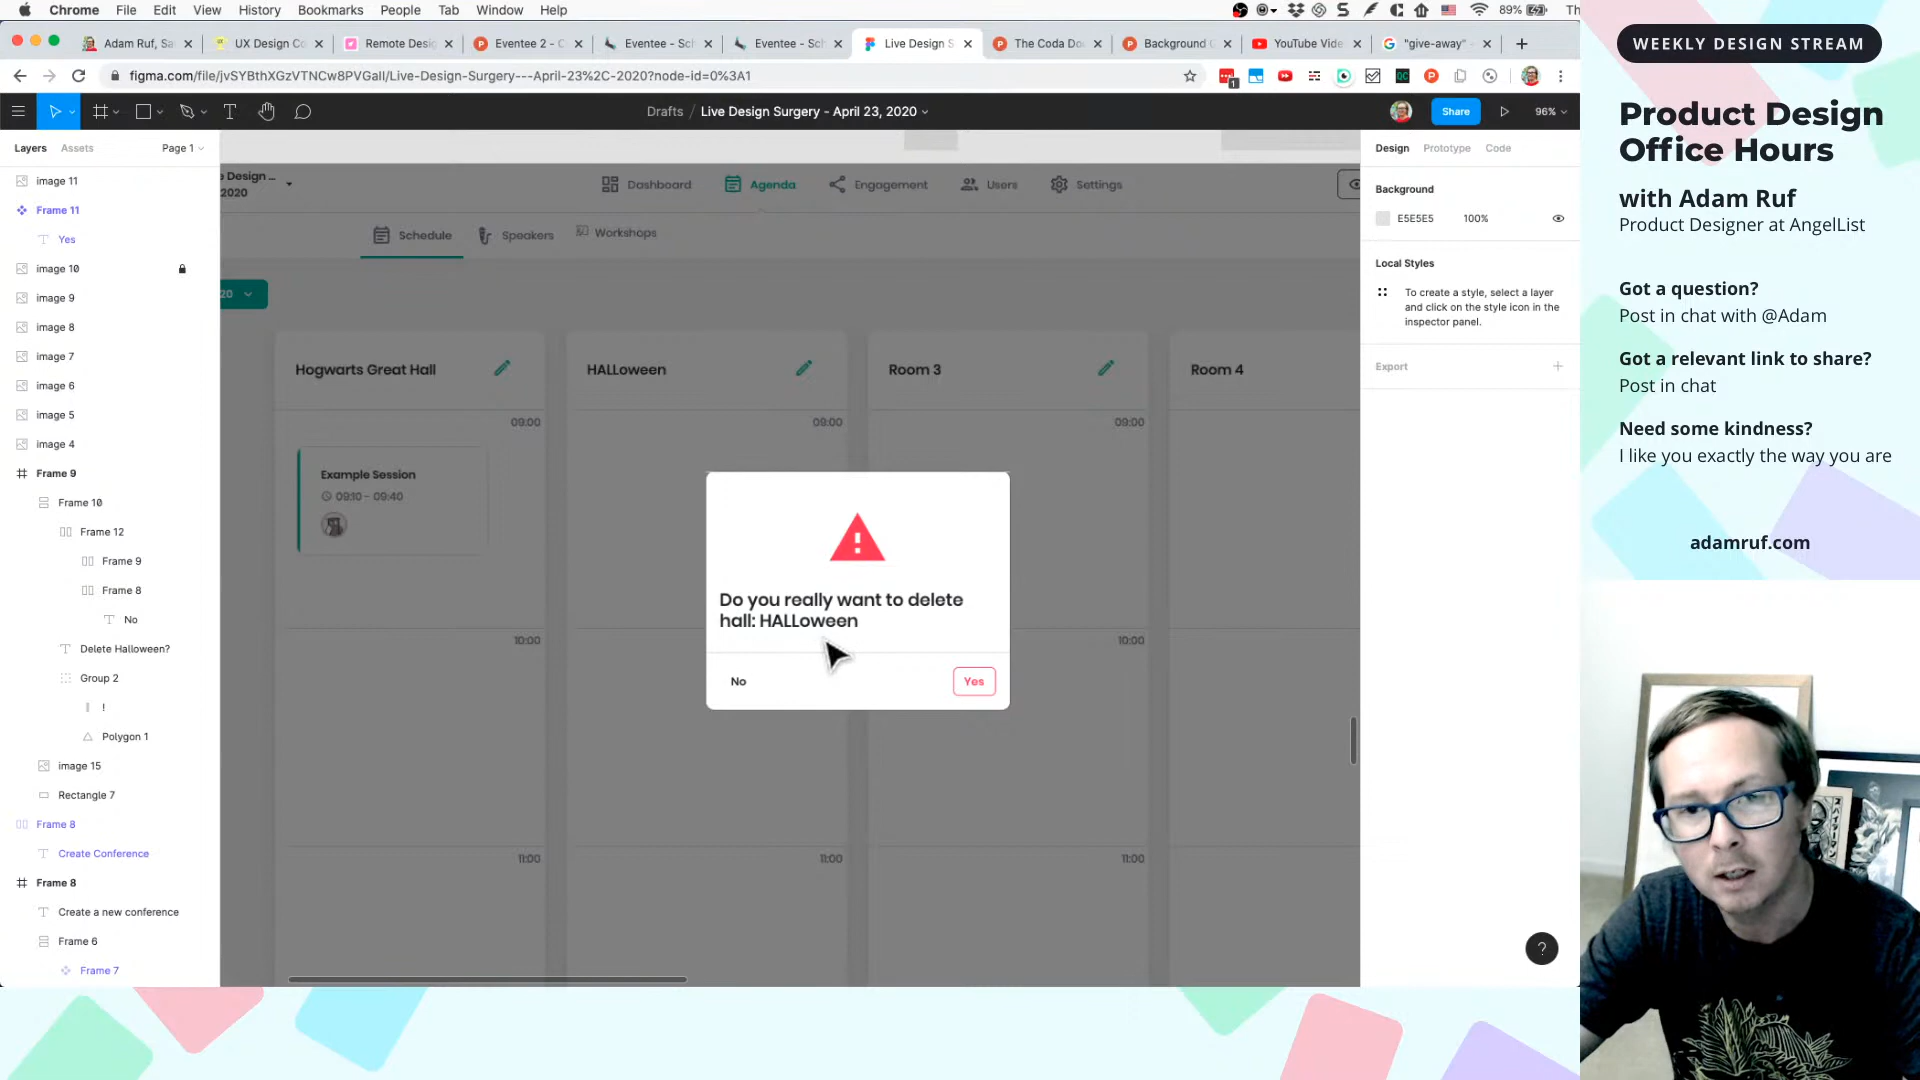 Chrome File Edit View History Bookmarks People Tab Window Help
89%
Th
Adam Ruf, Sa
UX Design Co
Remote Desig
Eventee 2 - C
Eventee - Sch
Eventee - Sch
Live Design S
The Coda Do
Background
YouTube Vide
"give-away"
figma.com/file/jvSYBthXGzVTNCw8PVGaII/Live-Design-Surgery---April-23%2C-2020?node-id=0%3A1
Drafts / Live Design Surgery - April 23, 2020
Share
96%
Layers Assets Page 1
image 11
Frame 11
Yes
image 10
image 9
image 8
image 7
image 6
image 5
image 4
Frame 9
Frame 10
Frame 12
Frame 9
Frame 8
No
Delete Halloween?
Group 2
!
Polygon 1
image 15
Rectangle 7
Frame 8
Create Conference
Frame 8
Create a new conference
Frame 6
Frame 7
e Design ...
2020
Dashboard Agenda Engagement Users Settings
Schedule Speakers Workshops
20
Hogwarts Great Hall
HALLoween
Room 3
Room 4
09:00 09:00 09:00
Example Session
09:10 - 09:40
10:00 10:00
11:00 11:00 11:00
Do you really want to delete
hall: HALLoween
No
Yes
Design Prototype Code
Background
E5E5E5 100%
Local Styles
To create a style, select a layer
and click on the style icon in the
inspector panel.
Export
?
WEEKLY DESIGN STREAM
Product Design
Office Hours
with Adam Ruf
Product Designer at AngelList
Got a question?
Post in chat with @Adam
Got a relevant link to share?
Post in chat
Need some kindness?
I like you exactly the way you are
adamruf.com